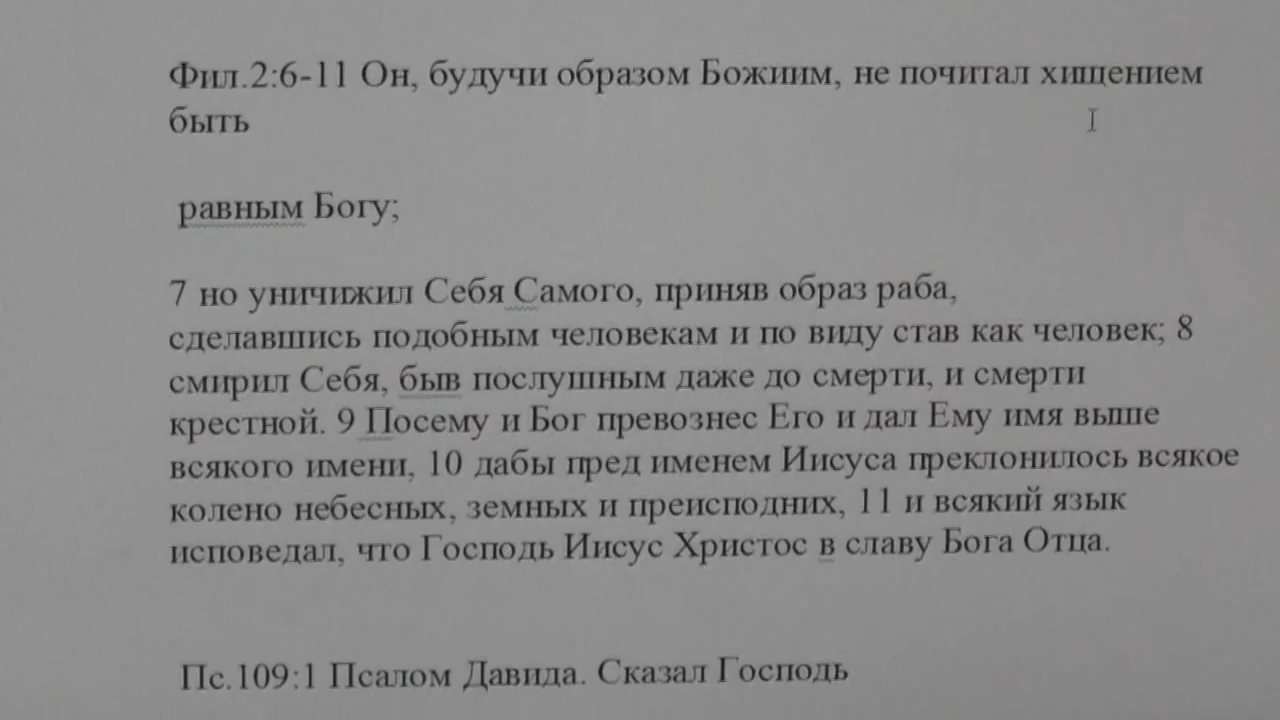 Фил.2:6-11 Он, будучи образом Божиим, не почитал хищением
быть
равным Богу;
7 но уничижил Себя Самого, приняв образ раба,
сделавшись подобным человекам и по виду став как человек; 8
смирил Себя, быв послушным даже до смерти, и смерти
крестной. 9 Посему и Бог превознес Его и дал Ему имя выше
всякого имени, 10 дабы пред именем Иисуса преклонилось всякое
колено небесных, земных и преисподних, 11 и всякий язык
исповедал, что Господь Иисус Христос в славу Бога Отца.
Пс.109:1 Псалом Давида. Сказал Господь